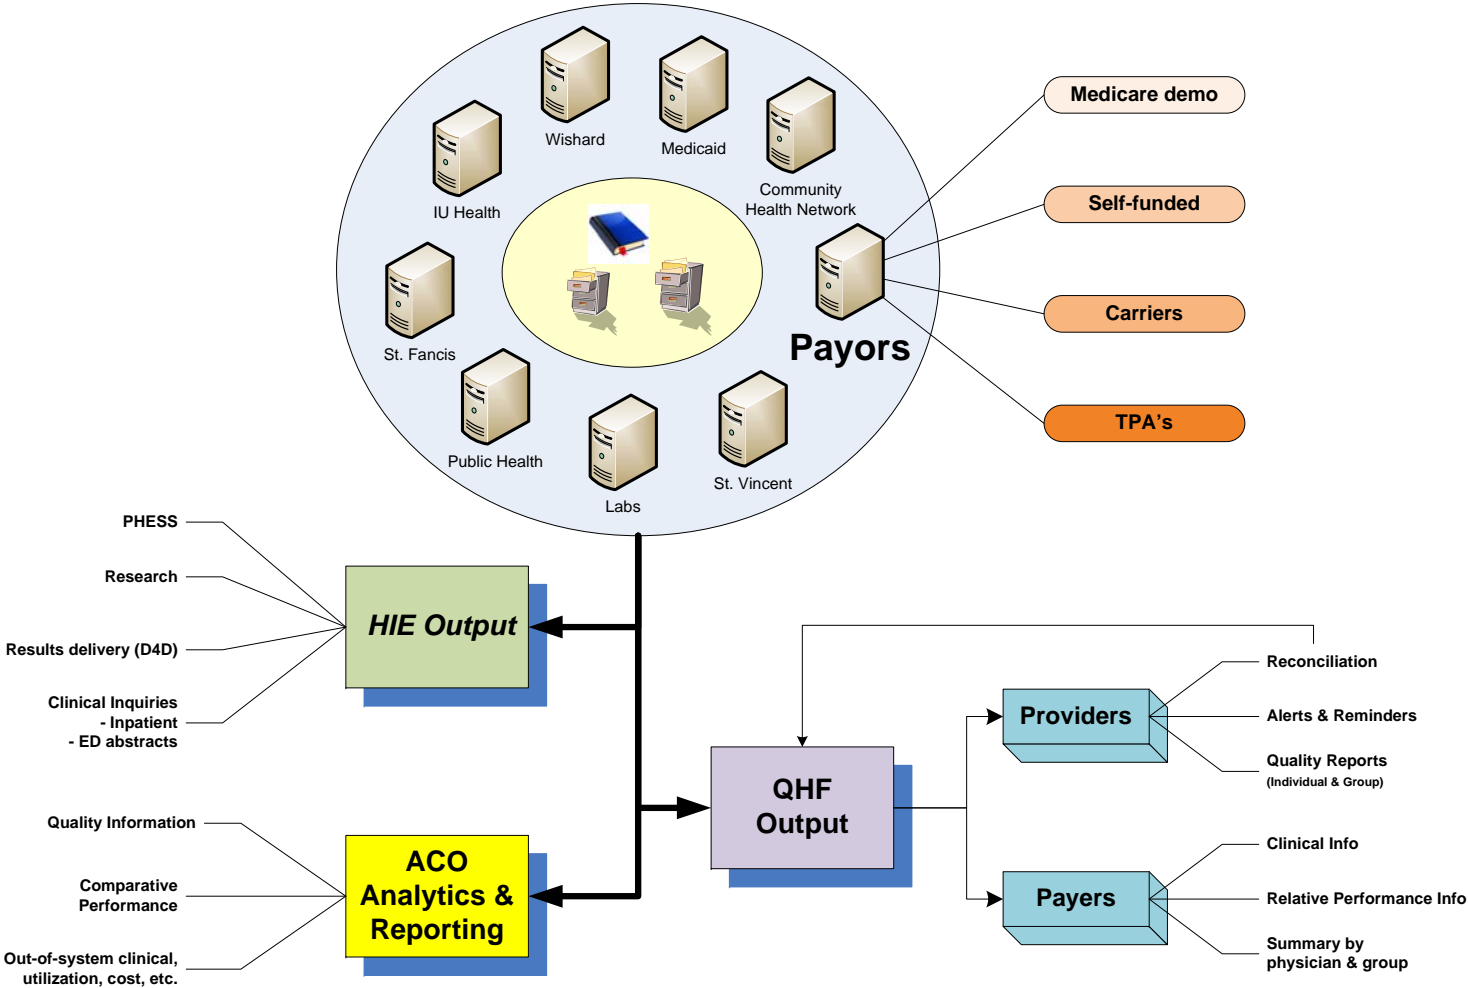 Wishard
Medicaid
IU Health
Community
Health Network
St. Fancis
Payors
Public Health
Labs
St. Vincent
Medicare demo
Self-funded
Carriers
TPA's
PHESS
Research
Results delivery (D4D)
Clinical Inquiries
- Inpatient
- ED abstracts
HIE Output
Quality Information
Comparative
Performance
Out-of-system clinical,
utilization, cost, etc.
ACO
Analytics &
Reporting
QHF
Output
Providers
Reconciliation
Alerts & Reminders
Quality Reports
(Individual & Group)
Payers
Clinical Info
Relative Performance Info
Summary by
physician & group